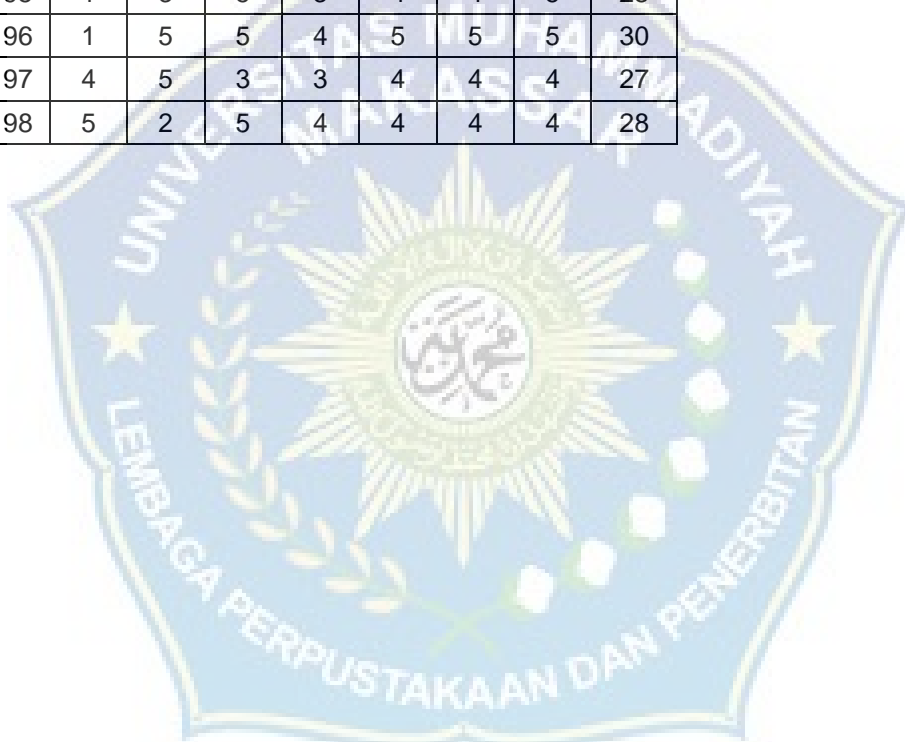 96 1 5 5 4 5 5 5 30
97 4 5 3 3 4 4 4 27
98 5 2 5 4 4 4 4 28
UNIVERSITAS MUHAMMADIYAH
MAKASSAR
LEMBAGA PERPUSTAKAAN DAN PENERBITAN